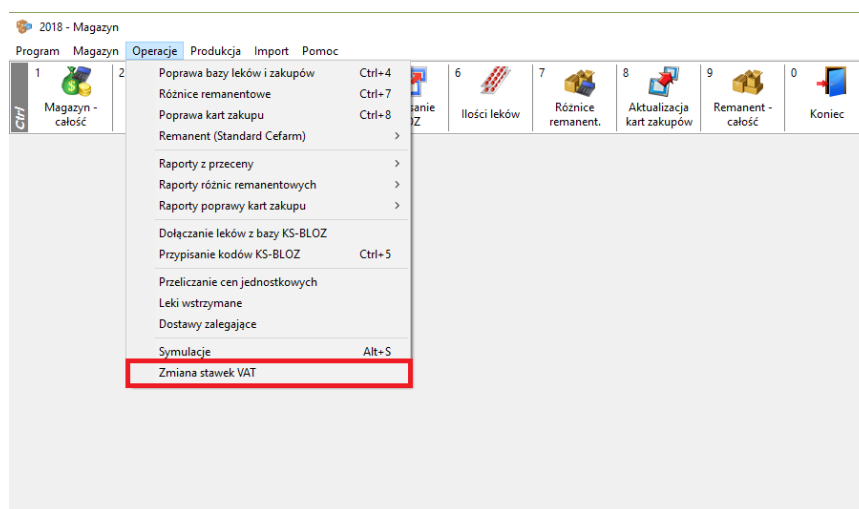 2018 - Magazyn
Program Magazyn Operacje Produkcja Import Pomoc
Ctrl
1
Magazyn -
całość
2
6
Ilości leków
7
Różnice
remanent.
8
Aktualizacja
kart zakupów
9
Remanent -
całość
0
Koniec
Poprawa bazy leków i zakupów Ctrl+4
Różnice remanentowe Ctrl+7
Poprawa kart zakupu Ctrl+8
Remanent (Standard Cefarm) >
Raporty z przeceny >
Raporty różnic remanentowych >
Raporty poprawy kart zakupu >
Dołączanie leków z bazy KS-BLOZ
Przypisanie kodów KS-BLOZ Ctrl+5
Przeliczanie cen jednostkowych
Leki wstrzymane
Dostawy zalegające
Symulacje Alt+S
Zmiana stawek VAT